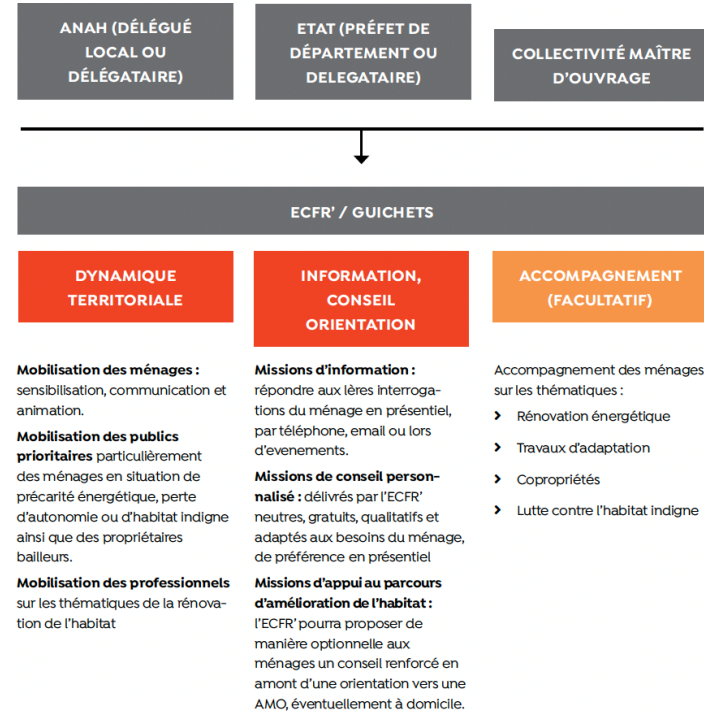 ANAH (DÉLÉGUÉ
LOCAL OU
DÉLÉGATAIRE)
ETAT (PRÉFET DE
DÉPARTEMENT OU
DELEGATAIRE)
COLLECTIVITÉ MAÎTRE
D'OUVRAGE
ECFR' / GUICHETS
DYNAMIQUE
TERRITORIALE
Mobilisation des ménages :
sensibilisation, communication et
animation.
Mobilisation des publics
prioritaires particulièrement
des ménages en situation de
précarité énergétique, perte
d'autonomie ou d'habitat indigne
ainsi que des propriétaires
bailleurs.
Mobilisation des professionnels
sur les thématiques de la rénova-
tion de l'habitat
INFORMATION,
CONSEIL
ORIENTATION
Missions d'information :
répondre aux lères interroga-
tions du ménage en présentiel,
par téléphone, email ou lors
d'evenements.
Missions de conseil person-
nalisé : délivrés par l'ECFR'
neutres, gratuits, qualitatifs et
adaptés aux besoins du ménage,
de préférence en présentiel
Missions d'appui au parcours
d'amélioration de l'habitat :
l'ECFR' pourra proposer de
manière optionnelle aux
ménages un conseil renforcé en
amont d'une orientation vers une
AMO, éventuellement à domicile.
ACCOMPAGNEMENT
(FACULTATIF)
Accompagnement des ménages
sur les thématiques :
> Rénovation énergétique
> Travaux d'adaptation
> Copropriétés
> Lutte contre l'habitat indigne